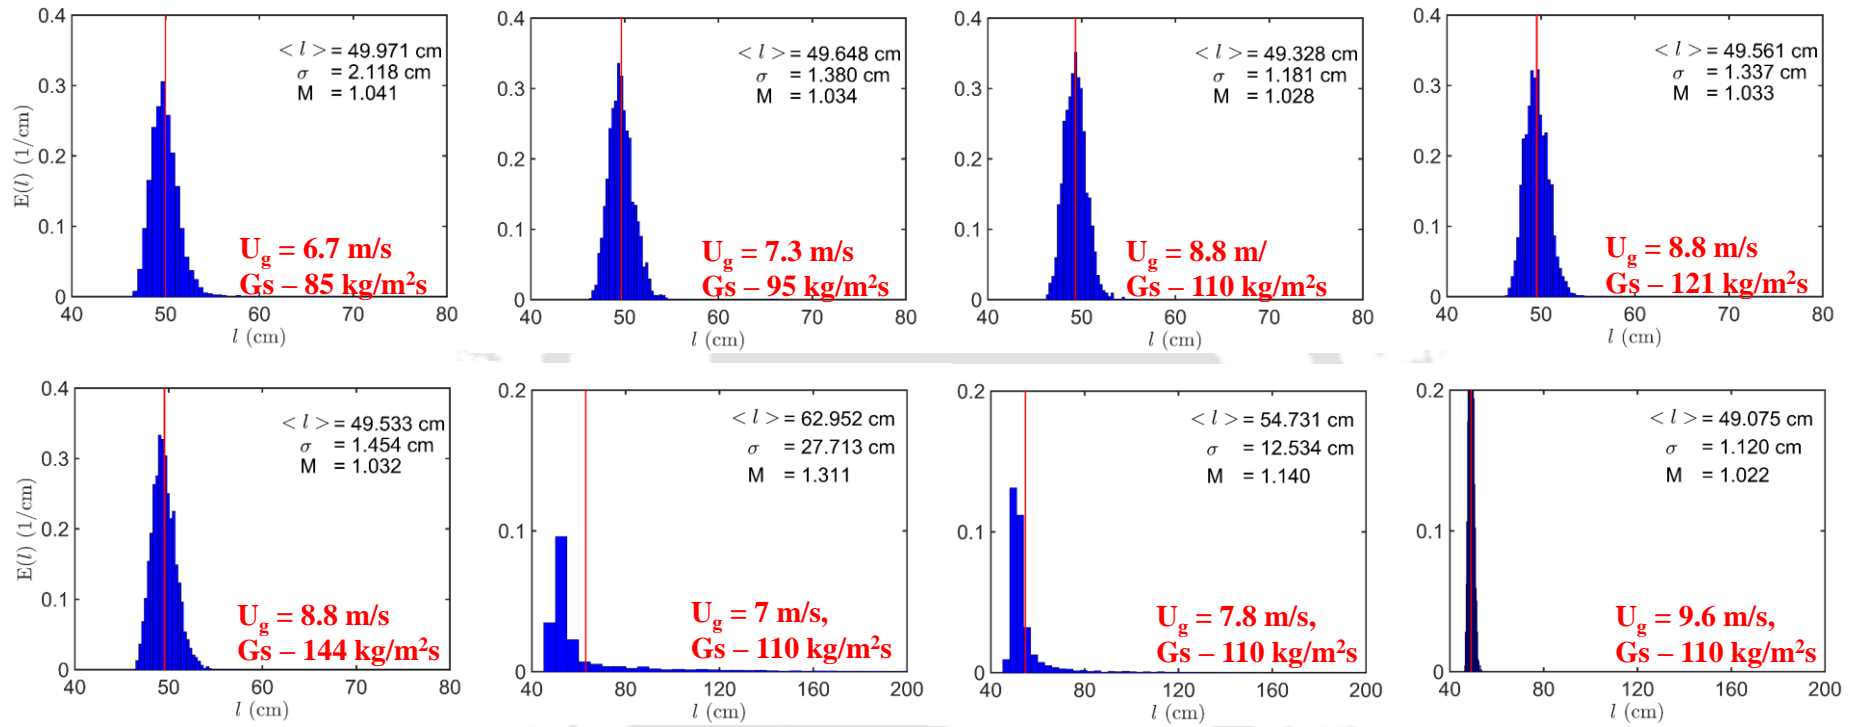 0.4
0.3
0.2
0.1
0
40 50 60 70 80
E(l) (1/cm)
l (cm)
< l > = 49.971 cm
σ = 2.118 cm
M = 1.041
U_g = 6.7 m/s
Gs – 85 kg/m²s
0.4
0.3
0.2
0.1
0
40 50 60 70 80
l (cm)
< l > = 49.648 cm
σ = 1.380 cm
M = 1.034
U_g = 7.3 m/s
Gs – 95 kg/m²s
0.4
0.3
0.2
0.1
0
40 50 60 70 80
l (cm)
< l > = 49.328 cm
σ = 1.181 cm
M = 1.028
U_g = 8.8 m/
Gs – 110 kg/m²s
0.4
0.3
0.2
0.1
0
40 50 60 70 80
l (cm)
< l > = 49.561 cm
σ = 1.337 cm
M = 1.033
U_g = 8.8 m/s
Gs – 121 kg/m²s
0.4
0.3
0.2
0.1
0
40 50 60 70 80
E(l) (1/cm)
l (cm)
< l > = 49.533 cm
σ = 1.454 cm
M = 1.032
U_g = 8.8 m/s
Gs – 144 kg/m²s
0.2
0.1
0
40 80 120 160 200
l (cm)
< l > = 62.952 cm
σ = 27.713 cm
M = 1.311
U_g = 7 m/s,
Gs – 110 kg/m²s
0.2
0.1
0
40 80 120 160 200
l (cm)
< l > = 54.731 cm
σ = 12.534 cm
M = 1.140
U_g = 7.8 m/s,
Gs – 110 kg/m²s
0.2
0.1
0
40 80 120 160 200
l (cm)
< l > = 49.075 cm
σ = 1.120 cm
M = 1.022
U_g = 9.6 m/s,
Gs – 110 kg/m²s